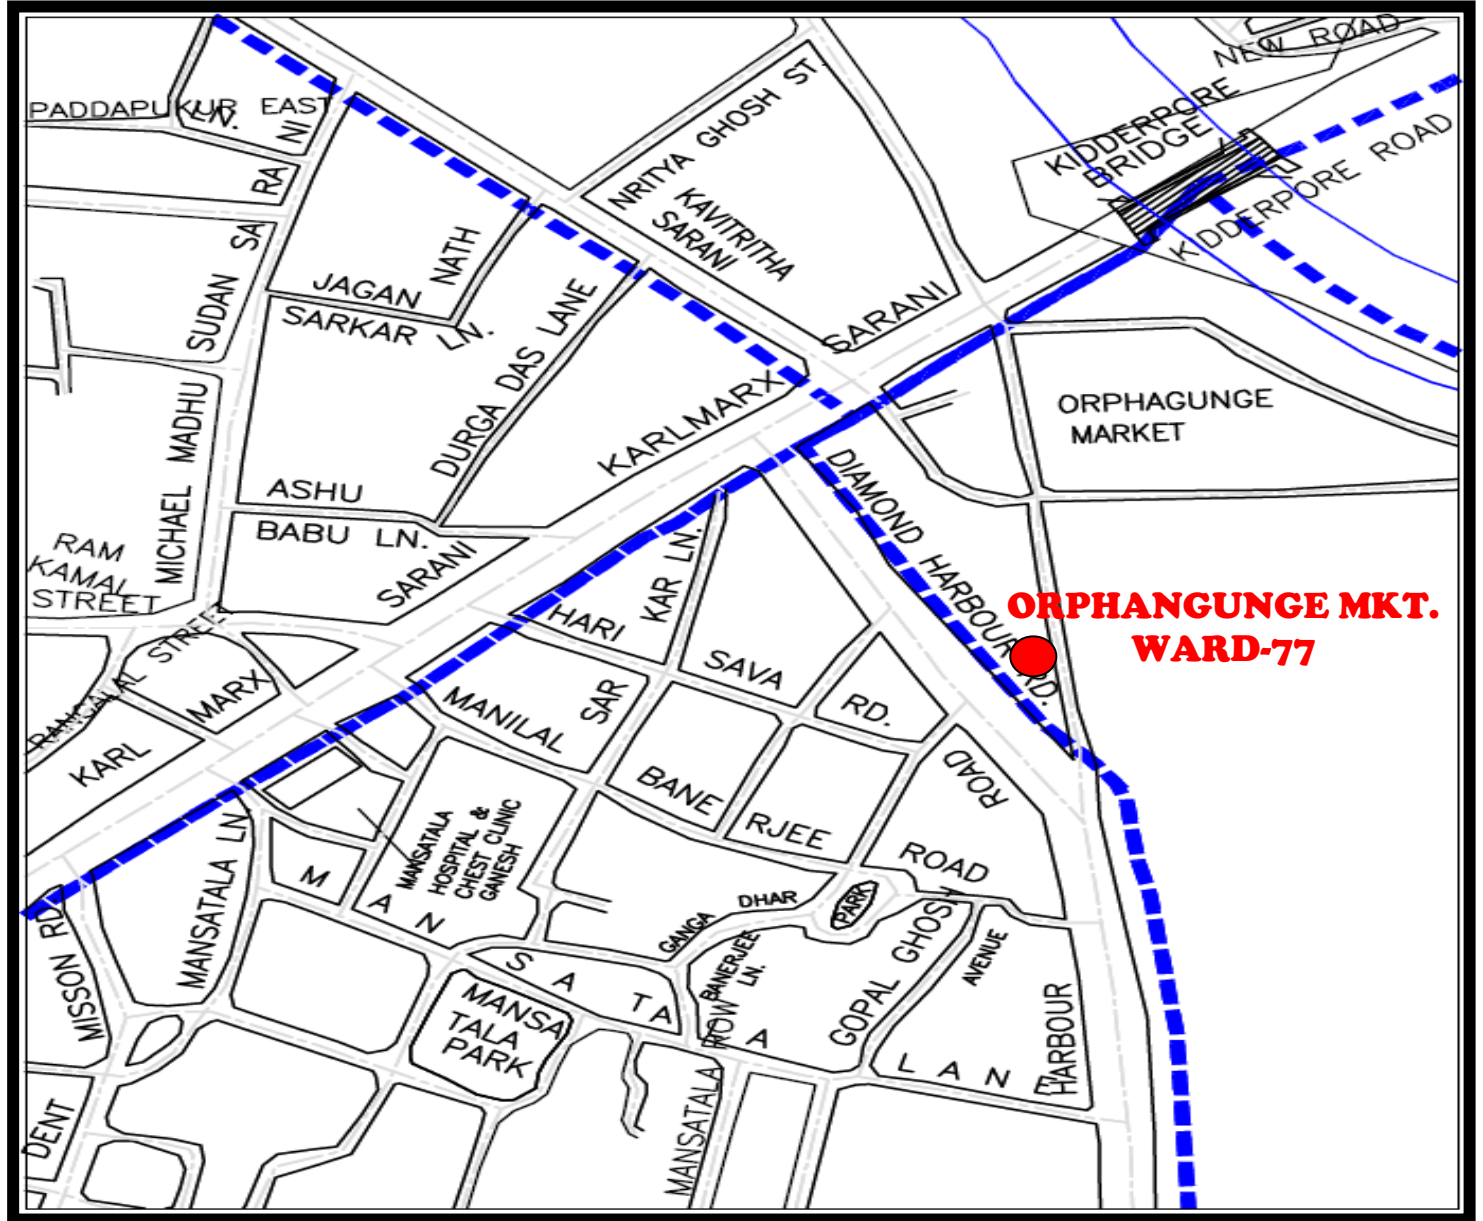 NEW ROAD
KIDDERPORE
BRIDGE
KIDDERPORE ROAD
PADDAPUKUR EAST
LN.
NRITYA GHOSH ST.
KAVITRITHA
SARANI
MICHAEL MADHU
SUDAN SA
RA
NI
JAGAN
NATH
SARKAR LN.
DURGA DAS LANE
SARANI
KARLMARX
ORPHAGUNGE
MARKET
ASHU
BABU LN.
SARANI
RAM
KAMAL
STREET
DIAMOND HARBOUR RD.
ORPHANGUNGE MKT.
WARD-77
HARI
KAR LN.
SAR
SAVA
RD.
MANILAL
BANE
RJEE
ROAD
ROAD
MARX
KARL
MANSATALA
HOSPITAL &
CHEST CLINIC
GANESH
MANSATALA LN.
MISSON RD.
M A N S A TA
DHAR
GANGA
BANERJEE
LN.
PARK
GOPAL GHOSH
AVENUE
MANSA
TALA
PARK
ROW
A
L A N E
HARBOUR
MANSATALA
DENT